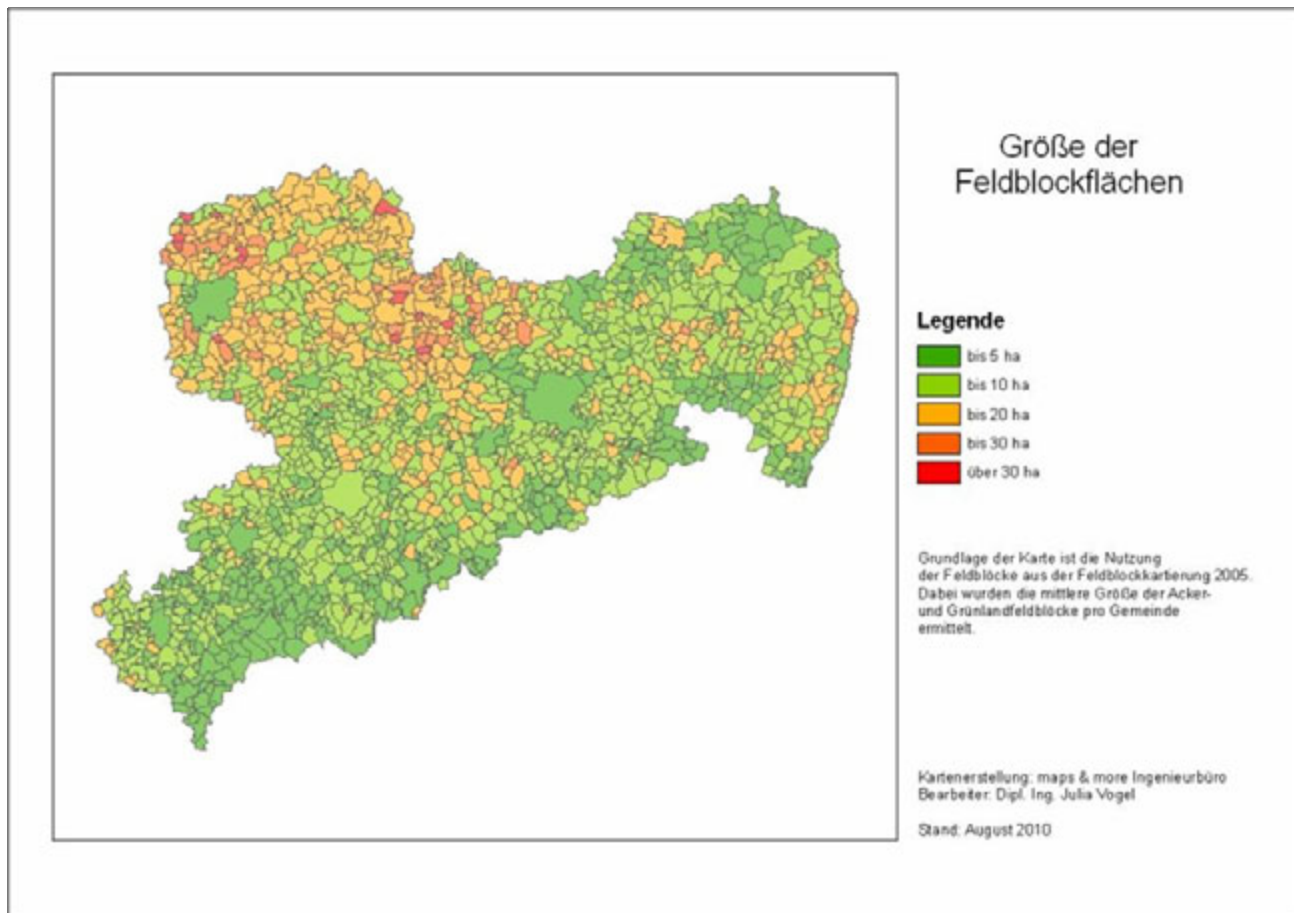 Größe der
Feldblockflächen
Legende
bis 5 ha
bis 10 ha
bis 20 ha
bis 30 ha
über 30 ha
Grundlage der Karte ist die Nutzung
der Feldblöcke aus der Feldblockkartierung 2005.
Dabei wurden die mittlere Größe der Acker-
und Grünlandfeldblöcke pro Gemeinde
ermittelt.
Kartenerstellung: maps & more Ingenieurbüro
Bearbeiter: Dipl. Ing. Julia Vogel
Stand: August 2010